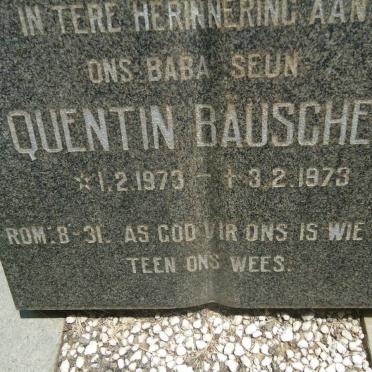 IN TERE HERINNERING AAN
ONS BABA SEUN
QUENTIN BAUSCHE
☆1.2.1973 - †3.2.1973
ROM:8-31. AS GOD VIR ONS IS WIE
TEEN ONS WEES.